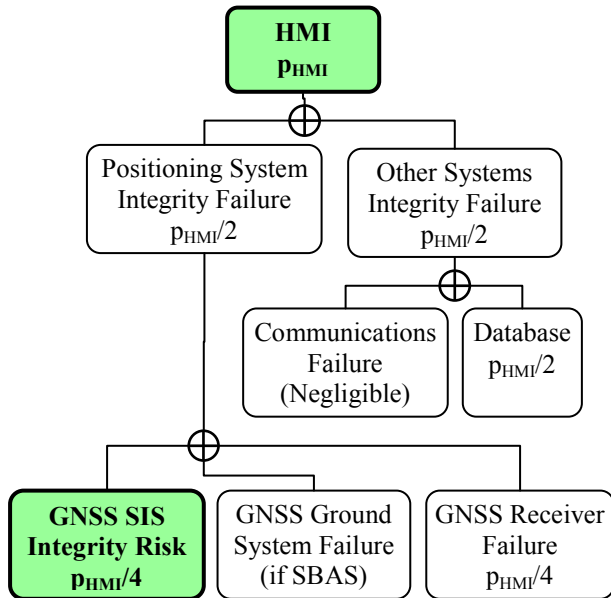 HMI
pHMI
Positioning System
Integrity Failure
pHMI/2
Other Systems
Integrity Failure
pHMI/2
Communications
Failure
(Negligible)
Database
pHMI/2
GNSS SIS
Integrity Risk
pHMI/4
GNSS Ground
System Failure
(if SBAS)
GNSS Receiver
Failure
pHMI/4